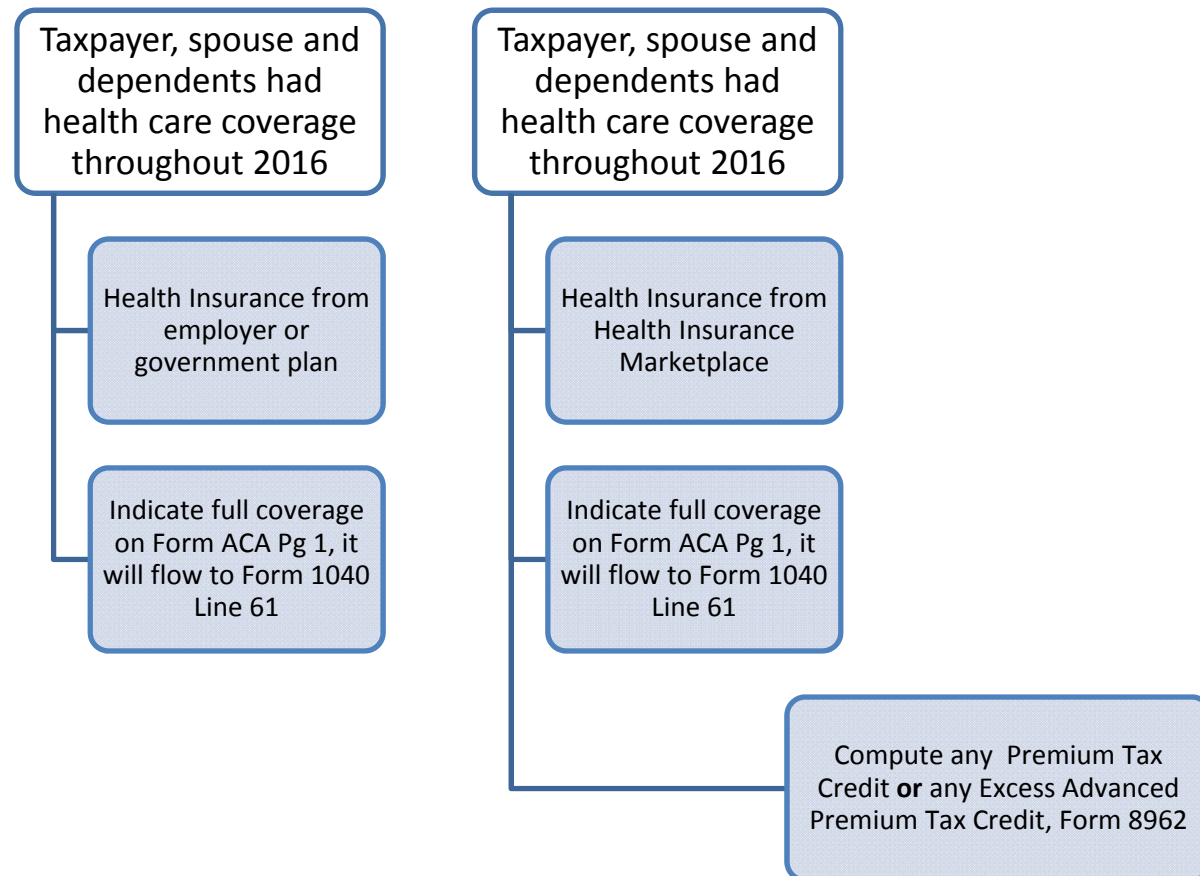 Taxpayer, spouse and
dependents had
health care coverage
throughout 2016
Health Insurance from
employer or
government plan
Indicate full coverage
on Form ACA Pg 1, it
will flow to Form 1040
Line 61
Taxpayer, spouse and
dependents had
health care coverage
throughout 2016
Health Insurance from
Health Insurance
Marketplace
Indicate full coverage
on Form ACA Pg 1, it
will flow to Form 1040
Line 61
Compute any Premium Tax
Credit or any Excess Advanced
Premium Tax Credit, Form 8962